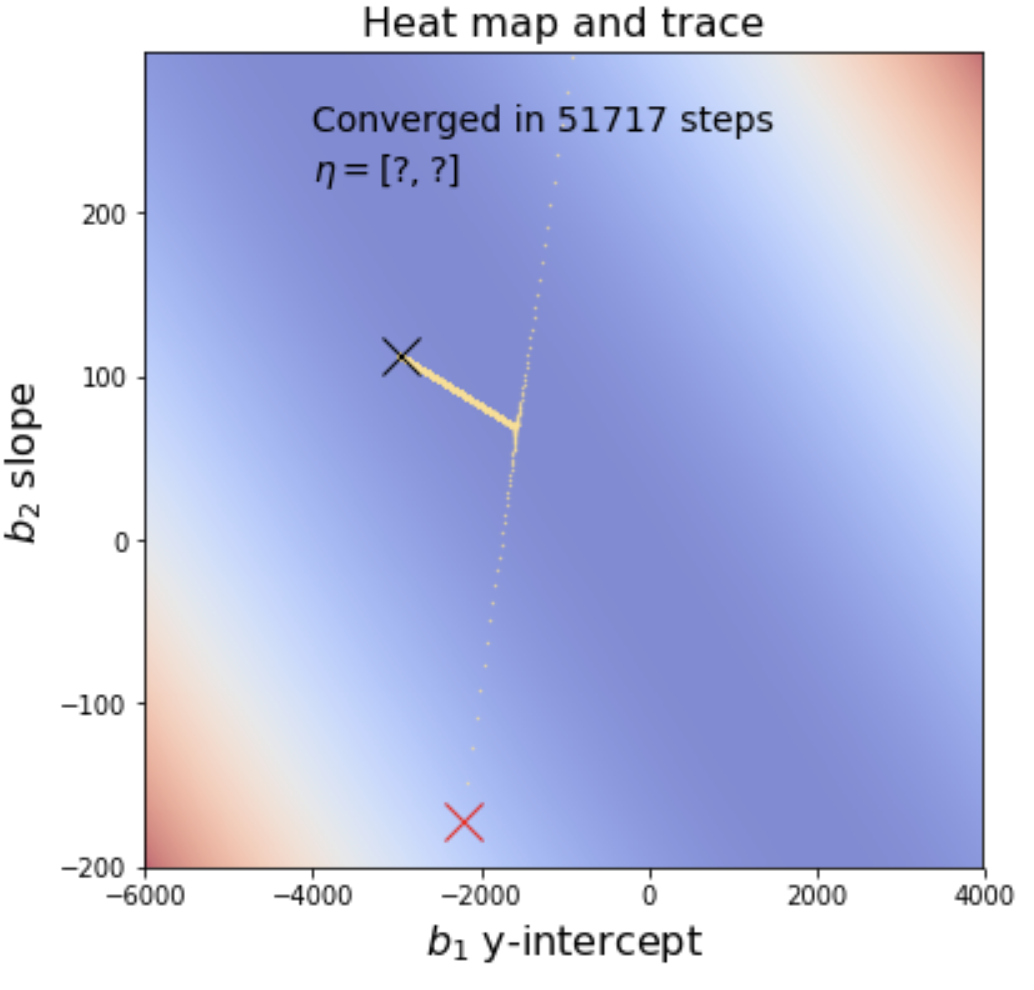 Heat map and trace
Converged in 51717 steps
η = [?, ?]
200
100
0
−100
−200
b₂ slope
−6000 −4000 −2000 0 2000 4000
b₁ y-intercept